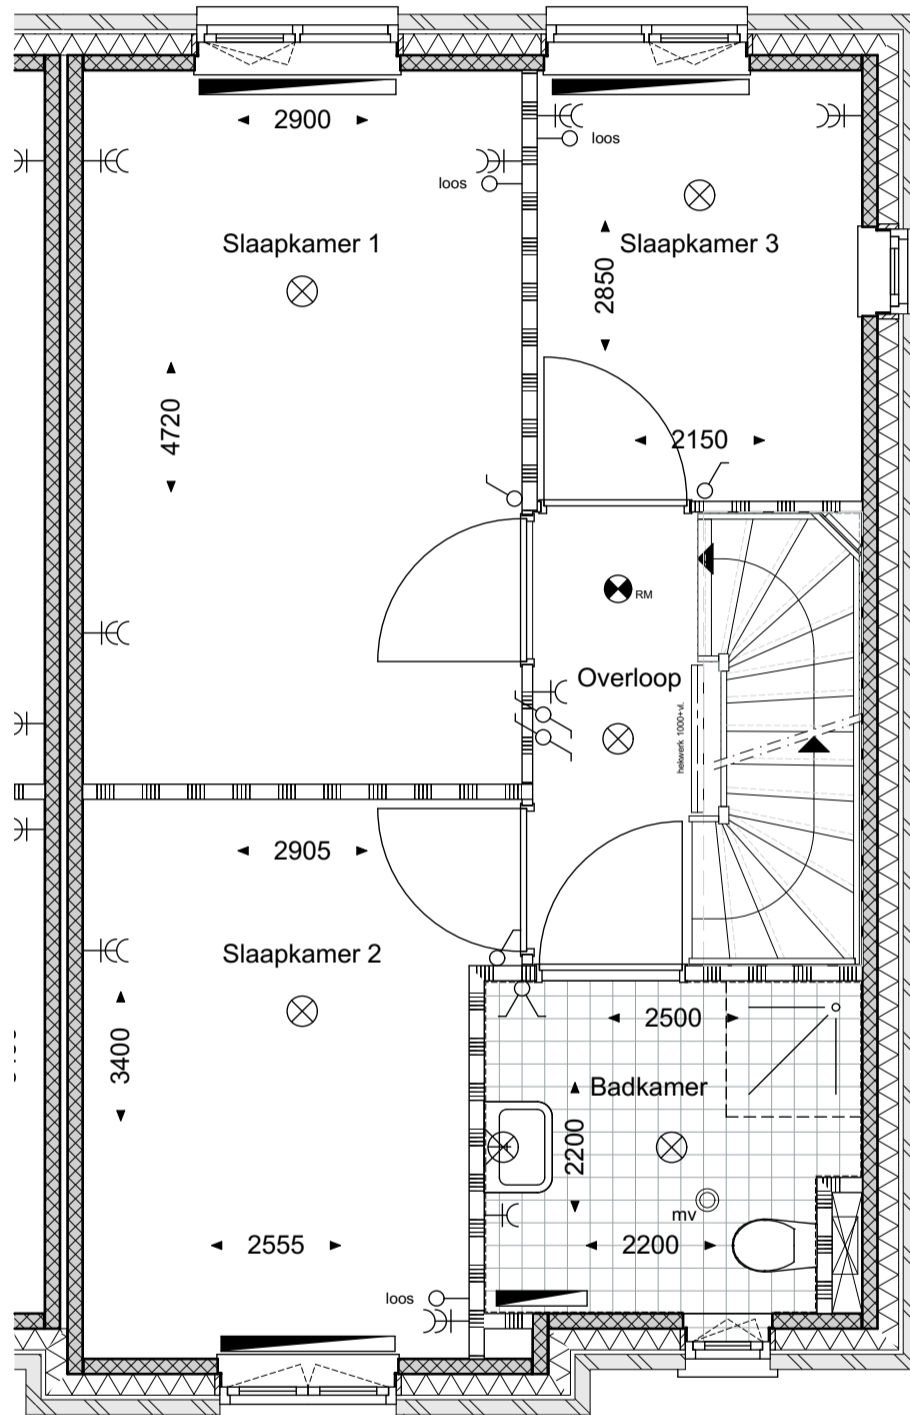 2900
loos
loos
Slaapkamer 1
Slaapkamer 3
2850
4720
2150
RM
Overloop
hekwerk 1000+vl.
2905
Slaapkamer 2
2500
3400
Badkamer
2200
mv
2555
2200
loos